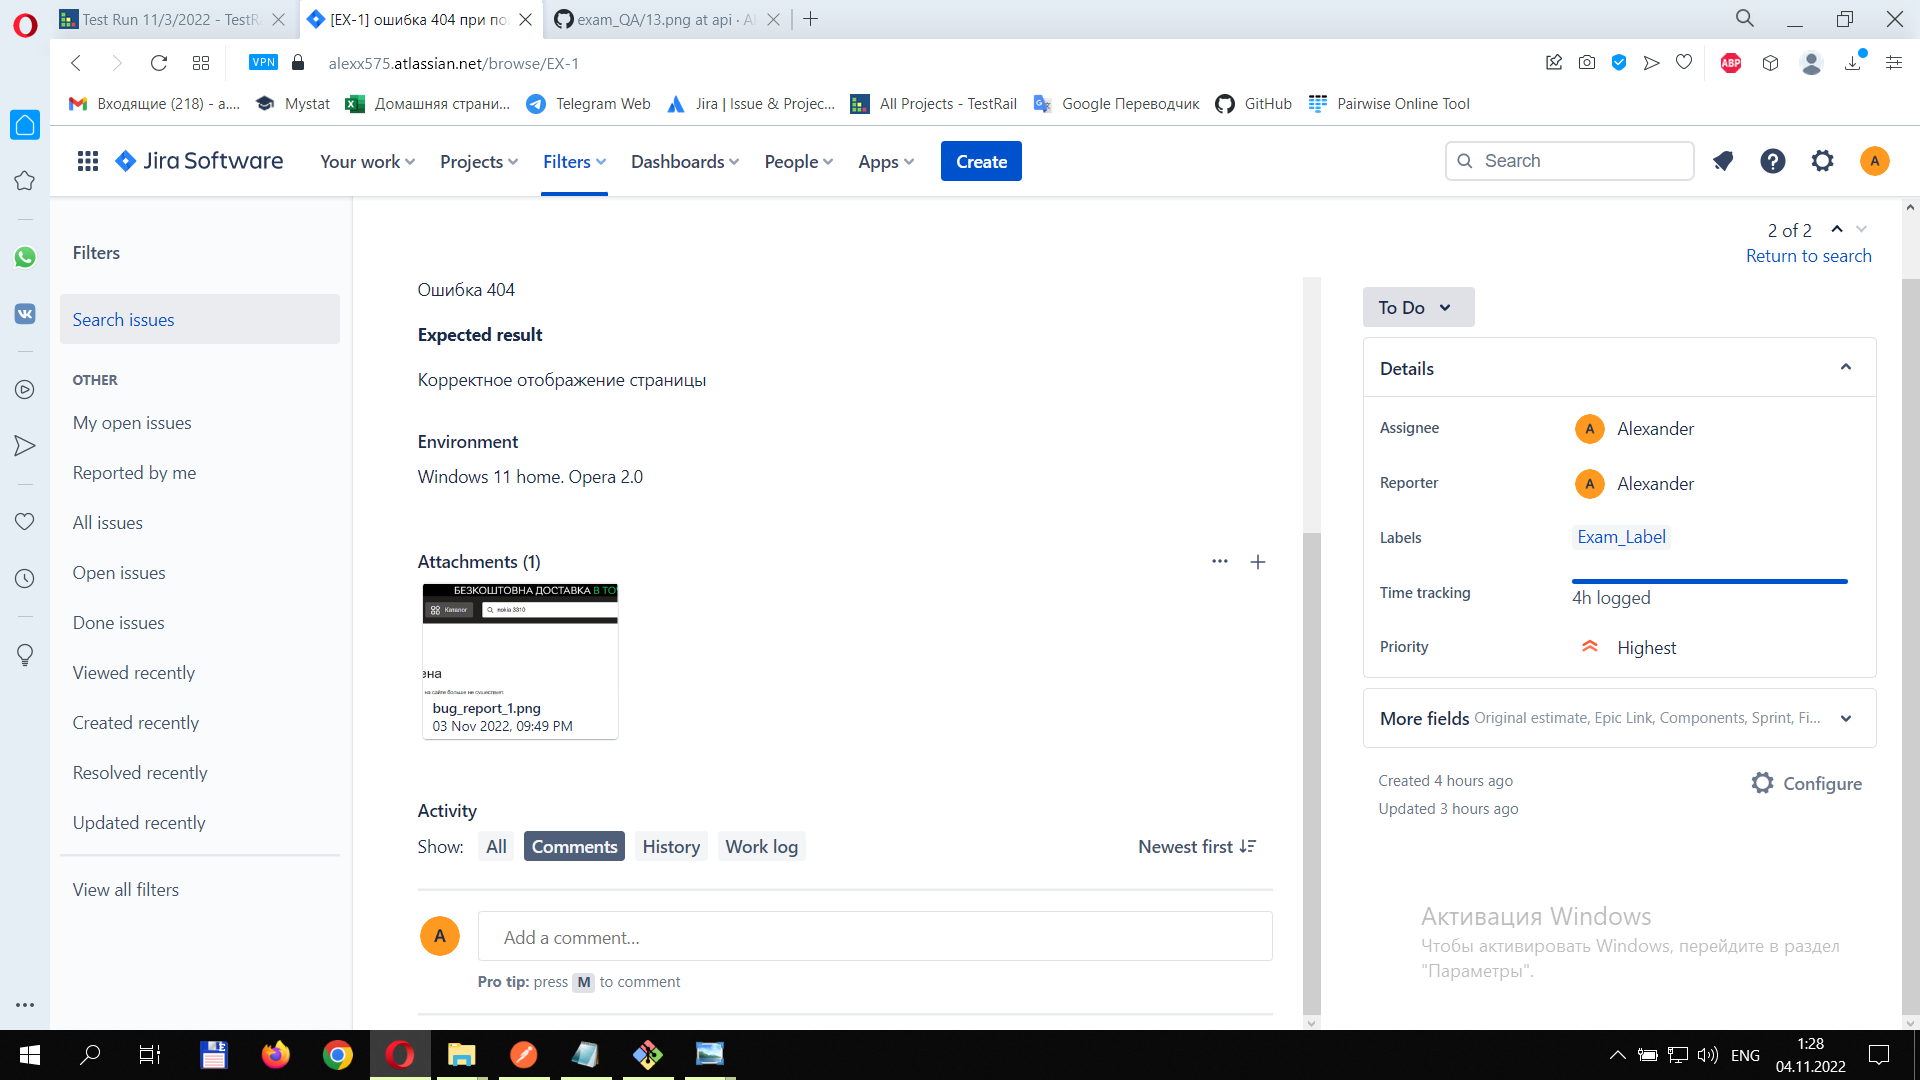 Test Run 11/3/2022 - TestR
[EX-1] ошибка 404 при по
exam_QA/13.png at api · A
VPN
alexx575.atlassian.net/browse/EX-1
ABP
Входящие (218) - a....
Mystat
Домашняя страни...
Telegram Web
Jira | Issue & Projec...
All Projects - TestRail
Google Переводчик
GitHub
Pairwise Online Tool
Jira Software
Your work
Projects
Filters
Dashboards
People
Apps
Create
Search
A
Filters
Search issues
OTHER
My open issues
Reported by me
All issues
Open issues
Done issues
Viewed recently
Created recently
Resolved recently
Updated recently
View all filters
2 of 2
Return to search
Ошибка 404
Expected result
Корректное отображение страницы
Environment
Windows 11 home. Opera 2.0
Attachments (1)
БЕЗКОШТОВНА ДОСТАВКА В ТО
Каталог
nokia 3310
ена
на сайте больше не существует.
bug_report_1.png
03 Nov 2022, 09:49 PM
Activity
Show:
All
Comments
History
Work log
Newest first
A
Add a comment...
Pro tip: press M to comment
To Do
Details
Assignee
A
Alexander
Reporter
A
Alexander
Labels
Exam_Label
Time tracking
4h logged
Priority
Highest
More fields Original estimate, Epic Link, Components, Sprint, Fi...
Created 4 hours ago
Configure
Updated 3 hours ago
Активация Windows
Чтобы активировать Windows, перейдите в раздел
"Параметры".
ENG
1:28
04.11.2022